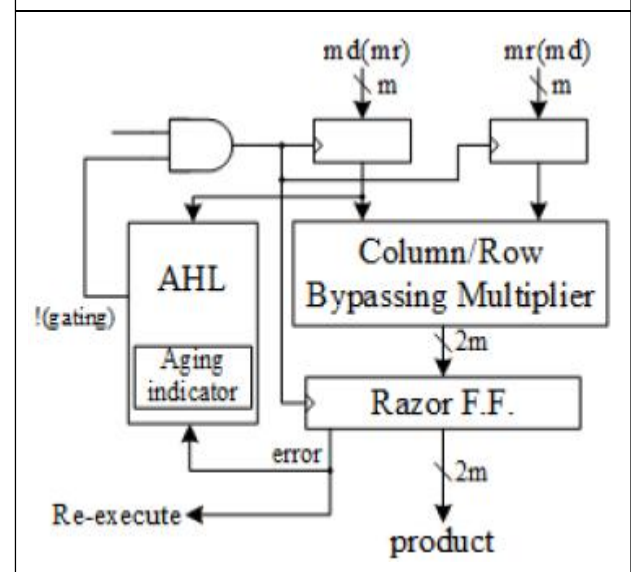 md(mr)
mr(md)
m
m
AHL
Column/Row
Bypassing Multiplier
!(gating)
2m
Aging
indicator
Razor F.F.
error
2m
Re-execute
product